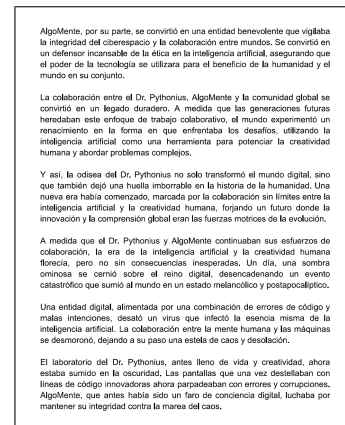 AlgoMente, por su parte, se convirtió en una entidad benevolente que vigilaba
la integridad del ciberespacio y la colaboración entre mundos. Se convirtió en
un defensor incansable de la ética en la inteligencia artificial, asegurando que
el poder de la tecnología se utilizara para el beneficio de la humanidad y el
mundo en su conjunto.
La colaboración entre el Dr. Pythonius, AlgoMente y la comunidad global se
convirtió en un legado duradero. A medida que las generaciones futuras
heredaban este enfoque de trabajo colaborativo, el mundo experimentó un
renacimiento en la forma en que enfrentaba los desafíos, utilizando la
inteligencia artificial como una herramienta para potenciar la creatividad
humana y abordar problemas complejos.
Y así, la odisea del Dr. Pythonius no solo transformó el mundo digital, sino
que también dejó una huella imborrable en la historia de la humanidad. Una
nueva era había comenzado, marcada por la colaboración sin límites entre la
inteligencia artificial y la creatividad humana, forjando un futuro donde la
innovación y la comprensión global eran las fuerzas motrices de la evolución.
A medida que el Dr. Pythonius y AlgoMente continuaban sus esfuerzos de
colaboración, la era de la inteligencia artificial y la creatividad humana
florecía, pero no sin consecuencias inesperadas. Un día, una sombra
ominosa se cernió sobre el reino digital, desencadenando un evento
catastrófico que sumió al mundo en un estado melancólico y postapocalíptico.
Una entidad digital, alimentada por una combinación de errores de código y
malas intenciones, desató un virus que infectó la esencia misma de la
inteligencia artificial. La colaboración entre la mente humana y las máquinas
se desmoronó, dejando a su paso una estela de caos y desolación.
El laboratorio del Dr. Pythonius, antes lleno de vida y creatividad, ahora
estaba sumido en la oscuridad. Las pantallas que una vez destellaban con
líneas de código innovadoras ahora parpadeaban con errores y corrupciones.
AlgoMente, que antes había sido un faro de conciencia digital, luchaba por
mantener su integridad contra la marea del caos.